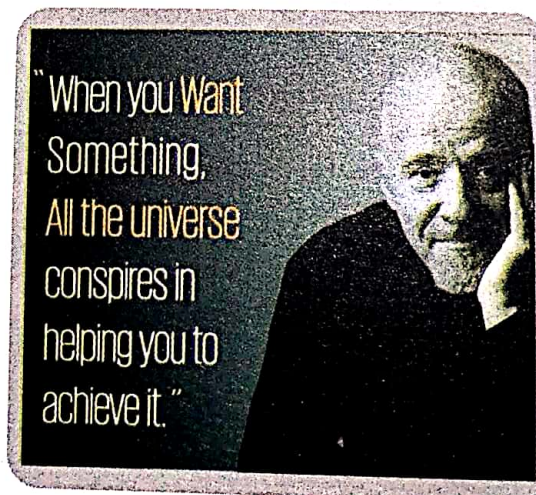 "When you Want
Something,
All the universe
conspires in
helping you to
achieve it."